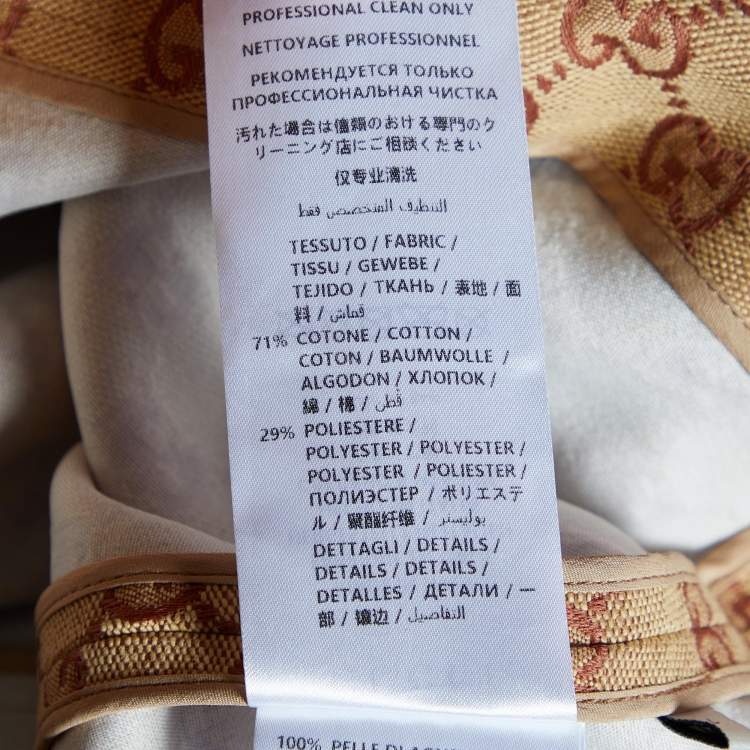 PROFESSIONAL CLEAN ONLY
NETTOYAGE PROFESSIONNEL
РЕКОМЕНДУЕТСЯ ТОЛЬКО
ПРОФЕССИОНАЛЬНАЯ ЧИСТКА
汚れた場合は信頼のおける専門のク
リーニング店にご相談ください
仅专业清洗
التنظيف المتخصص فقط
TESSUTO / FABRIC /
TISSU / GEWEBE /
TEJIDO / ТКАНЬ / 表地 / 面
料 / قماش
71% COTONE / COTTON /
COTON / BAUMWOLLE /
ALGODON / ХЛОПОК /
綿 / 棉 / قطن
29% POLIESTERE /
POLYESTER / POLYESTER /
POLYESTER / POLIESTER /
ПОЛИЭСТЕР / ポリエステ
ル / 聚酯纤维 / بوليستر
DETTAGLI / DETAILS /
DETAILS / DETAILS /
DETALLES / ДЕТАЛИ / 一
部 / 镶边 / التفاصيل
100% PELLE